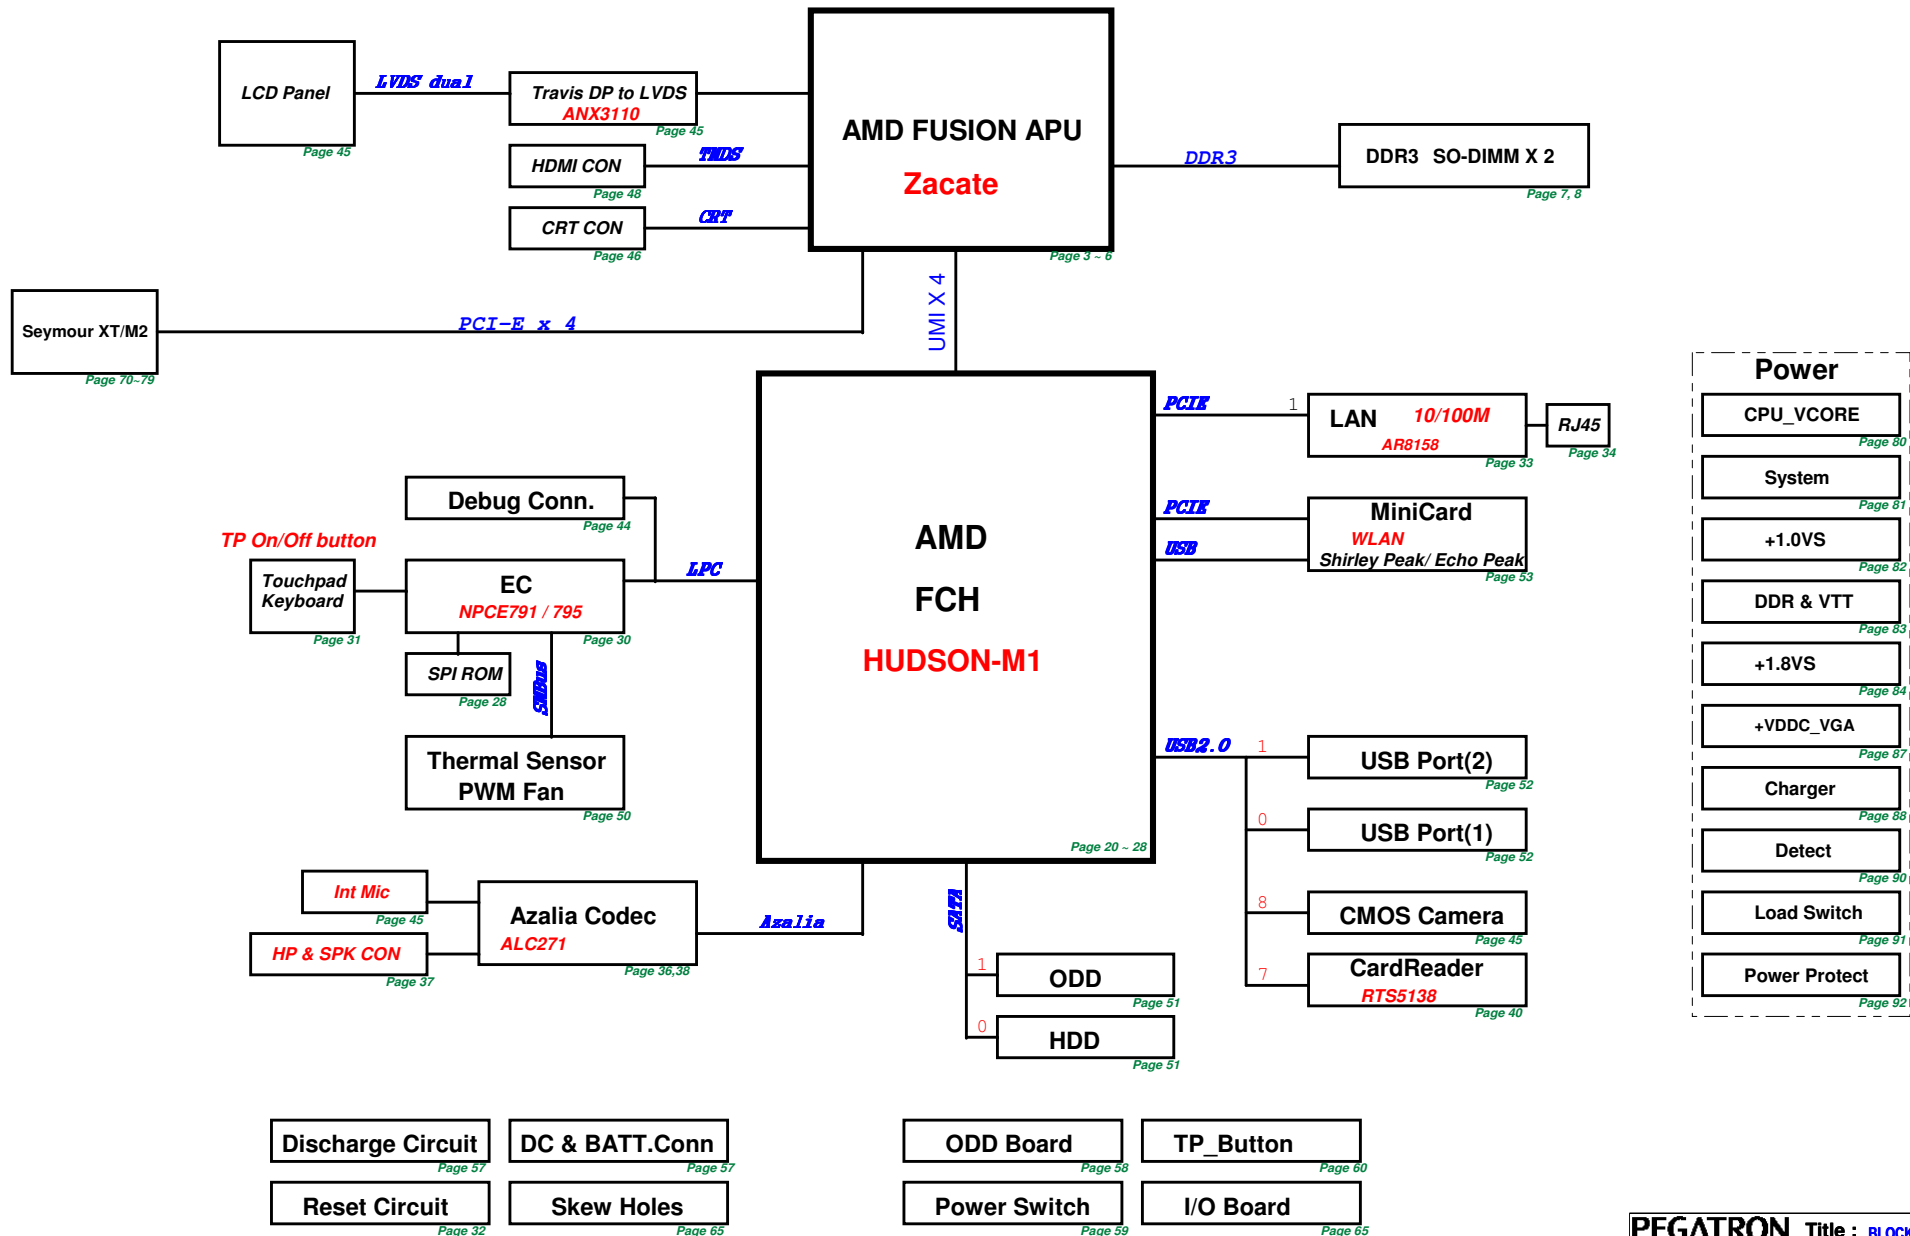 LCD Panel
Page 45
LVDS dual
Travis DP to LVDS
ANX3110
Page 45
HDMI CON
Page 48
TMDS
CRT CON
Page 46
CRT
AMD FUSION APU
Zacate
Page 3 ~ 6
DDR3
DDR3 SO-DIMM X 2
Page 7, 8
Seymour XT/M2
Page 70~79
PCI-E x 4
UMI X 4
AMD
FCH
HUDSON-M1
Page 20 ~ 28
PCIE
1
LAN 10/100M
AR8158
Page 33
RJ45
Page 34
PCIE
USB
MiniCard
WLAN
Shirley Peak/ Echo Peak
Page 53
Debug Conn.
Page 44
TP On/Off button
Touchpad
Keyboard
Page 31
EC
NPCE791 / 795
Page 30
LPC
SPI ROM
Page 28
SMBus
Thermal Sensor
PWM Fan
Page 50
USB2.0
1
USB Port(2)
Page 52
0
USB Port(1)
Page 52
8
CMOS Camera
Page 45
7
CardReader
RTS5138
Page 40
Int Mic
Page 45
HP & SPK CON
Page 37
Azalia Codec
ALC271
Page 36,38
Azalia
SATA
1
ODD
Page 51
0
HDD
Page 51
Power
CPU_VCORE
Page 80
System
Page 81
+1.0VS
Page 82
DDR & VTT
Page 83
+1.8VS
Page 84
+VDDC_VGA
Page 87
Charger
Page 88
Detect
Page 90
Load Switch
Page 91
Power Protect
Page 92
Discharge Circuit
Page 57
DC & BATT.Conn
Page 57
ODD Board
Page 58
TP_Button
Page 60
Reset Circuit
Page 32
Skew Holes
Page 65
Power Switch
Page 59
I/O Board
Page 65
PEGATRON Title : BLOCK